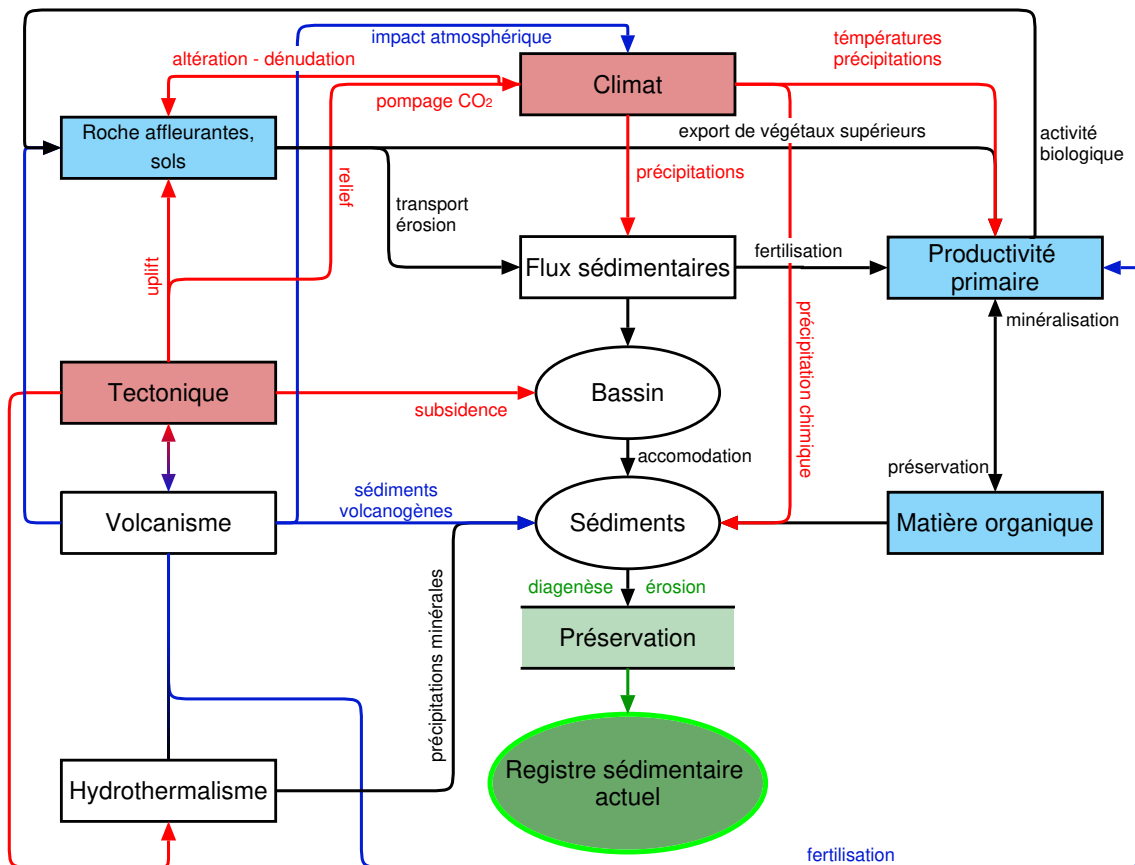 impact atmosphérique
altération - dénudation
Climat
témpératures
précipitations
pompage CO2
Roche affleurantes,
sols
export de végétaux supérieurs
activité
biologique
relief
précipitations
transport
érosion
uplift
Flux sédimentaires
fertilisation
Productivité
primaire
précipitation chimique
minéralisation
Tectonique
subsidence
Bassin
accomodation
préservation
Volcanisme
sédiments
volcanogènes
Sédiments
Matière organique
précipitations minérales
diagenèse
érosion
Préservation
Registre sédimentaire
actuel
Hydrothermalisme
fertilisation